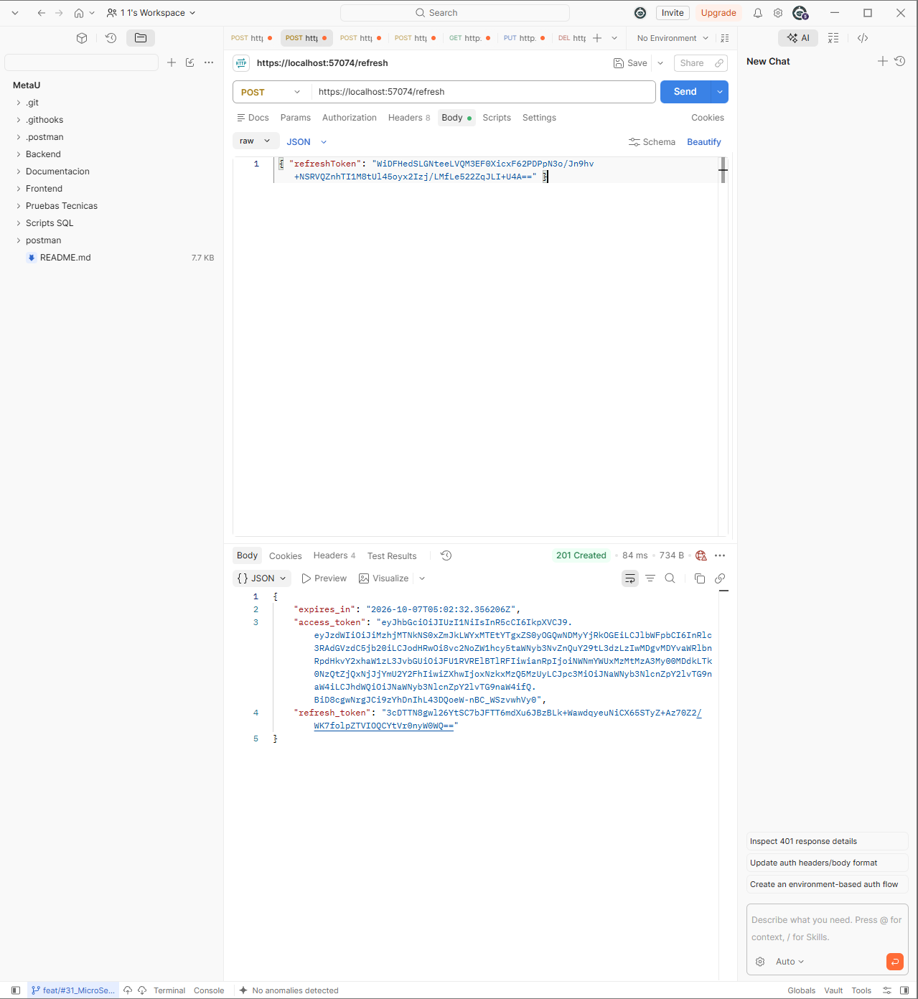 1 1's Workspace
Search
Invite
Upgrade
POST http
POST http
POST http
POST http
GET http.
PUT http.
DEL http
No Environment
AI
HTTP
https://localhost:57074/refresh
Save
Share
New Chat
MetaU
.git
.githooks
.postman
Backend
Documentacion
Frontend
Pruebas Tecnicas
Scripts SQL
postman
README.md
7.7 KB
POST
https://localhost:57074/refresh
Send
Docs
Params
Authorization
Headers 8
Body
Scripts
Settings
Cookies
raw
JSON
Schema
Beautify
1 { "refreshToken": "WiDFHedSLGNteeLVQM3EF0XicxF62PDPpN3o/Jn9hv
+NSRVQZnhTI1M8tUl45oyx2Izj/LMfLe522ZqJLI+U4A==" }
Body
Cookies
Headers 4
Test Results
201 Created
84 ms
734 B
{} JSON
Preview
Visualize
1 {
2 "expires_in": "2026-10-07T05:02:32.356206Z",
3 "access_token": "eyJhbGciOiJIUzI1NiIsInR5cCI6IkpXVCJ9.
eyJzdWIiOiJiMzhjMTNkNS0xZmJkLWYxMTEtYTgxZS0yOGQwNDMyYjRkOGEiLCJlbWFpbCI6InRlc
3RAdGVzdC5jb20iLCJodHRwOi8vc2NoZW1hcy5taWNyb3NvZnQuY29tL3dzLzIwMDgvMDYvaWRlbn
RpdHkvY2xhaW1zL3JvbGUiOiJFU1RVRElBTlRFIiwianRpIjoiNWNmYWUxMzMtMzA3My00MDdkLTk
0NzQtZjQxNjJjYmU2Y2FhIiwiZXhwIjoxNzkxMzQ5MzUyLCJpc3MiOiJNaWNyb3NlcnZpY2lvTG9n
aW4iLCJhdWQiOiJNaWNyb3NlcnZpY2lvTG9naW4ifQ.
BiD8cgwNrgJCi9zYhDnIhL43DQoeW-nBC_WSzvwhVy0",
4 "refresh_token": "3cDTTN8gwl26YtSC7bJFTT6mdXu6JBzBLk+WawdqyeuNiCX65STyZ+Az70Z2/
WK7folpZTVIOQCYtVr0nyW0WQ=="
5 }
Inspect 401 response details
Update auth headers/body format
Create an environment-based auth flow
Describe what you need. Press @ for
context, / for Skills.
Auto
feat/#31_MicroSe...
Terminal
Console
No anomalies detected
Globals
Vault
Tools